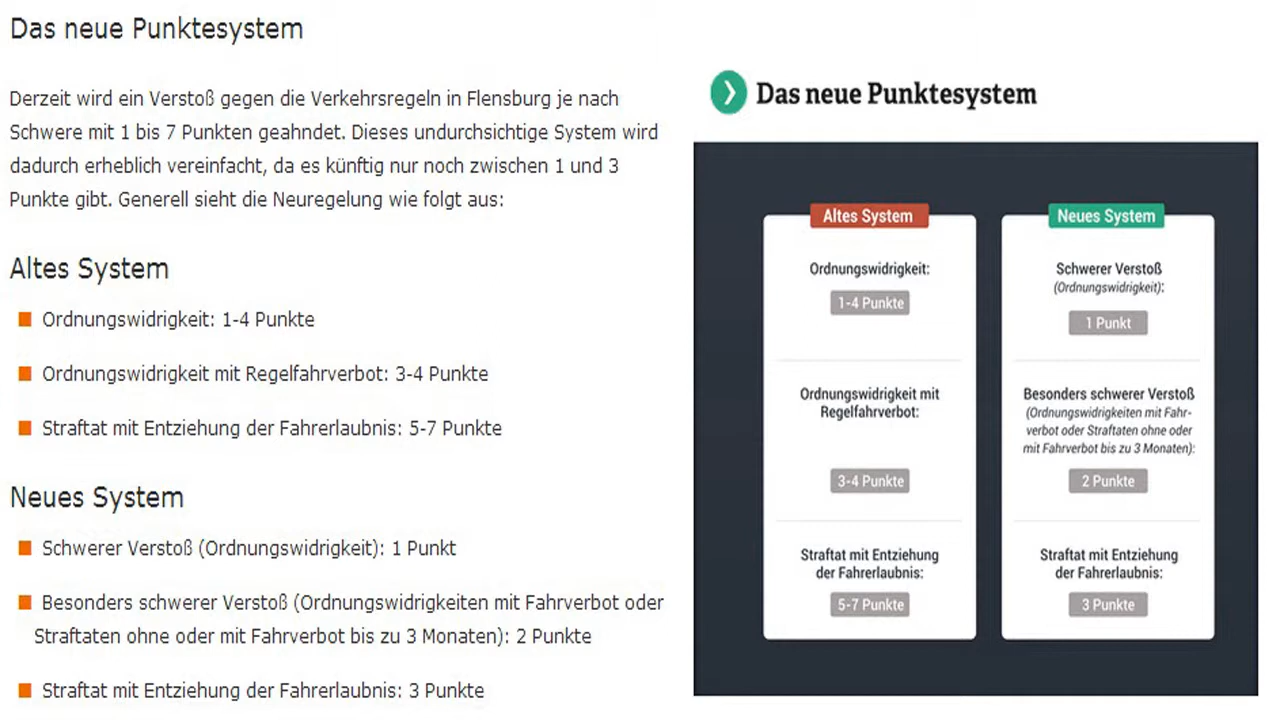 Das neue Punktesystem
Derzeit wird ein Verstoß gegen die Verkehrsregeln in Flensburg je nach
Schwere mit 1 bis 7 Punkten geahndet. Dieses undurchsichtige System wird
dadurch erheblich vereinfacht, da es künftig nur noch zwischen 1 und 3
Punkte gibt. Generell sieht die Neuregelung wie folgt aus:
Altes System
Ordnungswidrigkeit: 1-4 Punkte
Ordnungswidrigkeit mit Regelfahrverbot: 3-4 Punkte
Straftat mit Entziehung der Fahrerlaubnis: 5-7 Punkte
Neues System
Schwerer Verstoß (Ordnungswidrigkeit): 1 Punkt
Besonders schwerer Verstoß (Ordnungswidrigkeiten mit Fahrverbot oder
Straftaten ohne oder mit Fahrverbot bis zu 3 Monaten): 2 Punkte
Straftat mit Entziehung der Fahrerlaubnis: 3 Punkte
Das neue Punktesystem
Altes System
Ordnungswidrigkeit:
1-4 Punkte
Ordnungswidrigkeit mit
Regelfahrverbot:
3-4 Punkte
Straftat mit Entziehung
der Fahrerlaubnis:
5-7 Punkte
Neues System
Schwerer Verstoß
(Ordnungswidrigkeit):
1 Punkt
Besonders schwerer Verstoß
(Ordnungswidrigkeiten mit Fahr-
verbot oder Straftaten ohne oder
mit Fahrverbot bis zu 3 Monaten):
2 Punkte
Straftat mit Entziehung
der Fahrerlaubnis:
3 Punkte